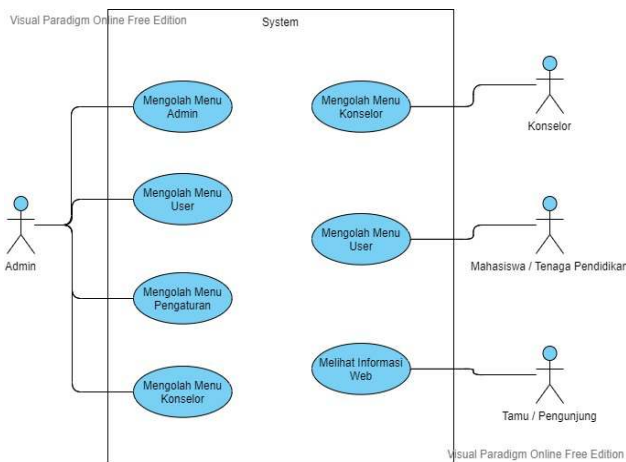 Visual Paradigm Online Free Edition
System
Mengolah Menu
Admin
Mengolah Menu
User
Mengolah Menu
Pengaturan
Mengolah Menu
Konselor
Admin
Mengolah Menu
Konselor
Mengolah Menu
User
Melihat Informasi
Web
Konselor
Mahasiswa / Tenaga Pendidikar
Tamu / Pengunjung
Visual Paradigm Online Free Edition